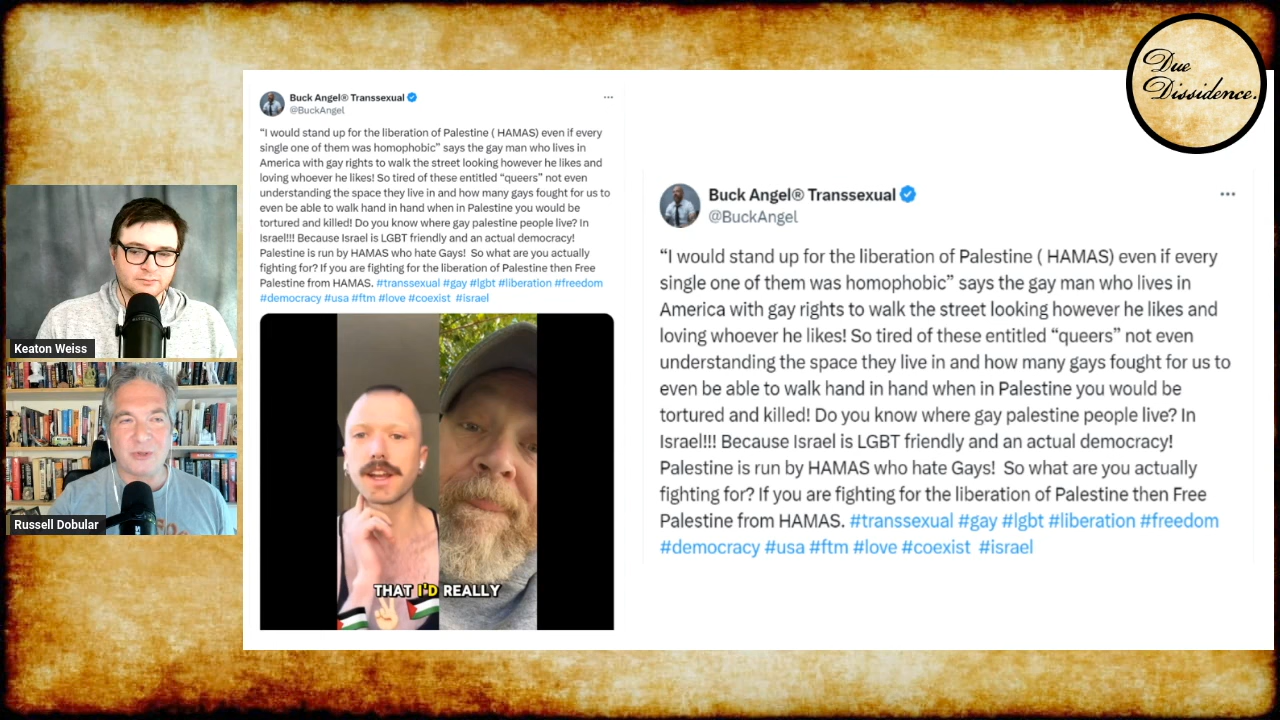 Due
Dissidence.
Buck Angel® Transsexual
@BuckAngel
“I would stand up for the liberation of Palestine ( HAMAS) even if every
single one of them was homophobic” says the gay man who lives in
America with gay rights to walk the street looking however he likes and
loving whoever he likes! So tired of these entitled “queers” not even
understanding the space they live in and how many gays fought for us to
even be able to walk hand in hand when in Palestine you would be
tortured and killed! Do you know where gay palestine people live? In
Israel!!! Because Israel is LGBT friendly and an actual democracy!
Palestine is run by HAMAS who hate Gays!  So what are you actually
fighting for? If you are fighting for the liberation of Palestine then Free
Palestine from HAMAS. #transsexual #gay #lgbt #liberation #freedom
#democracy #usa #ftm #love #coexist  #israel
THAT I'D REALLY
Buck Angel® Transsexual
@BuckAngel
“I would stand up for the liberation of Palestine ( HAMAS) even if every
single one of them was homophobic” says the gay man who lives in
America with gay rights to walk the street looking however he likes and
loving whoever he likes! So tired of these entitled “queers” not even
understanding the space they live in and how many gays fought for us to
even be able to walk hand in hand when in Palestine you would be
tortured and killed! Do you know where gay palestine people live? In
Israel!!! Because Israel is LGBT friendly and an actual democracy!
Palestine is run by HAMAS who hate Gays!  So what are you actually
fighting for? If you are fighting for the liberation of Palestine then Free
Palestine from HAMAS. #transsexual #gay #lgbt #liberation #freedom
#democracy #usa #ftm #love #coexist  #israel
Keaton Weiss
Russell Dobular